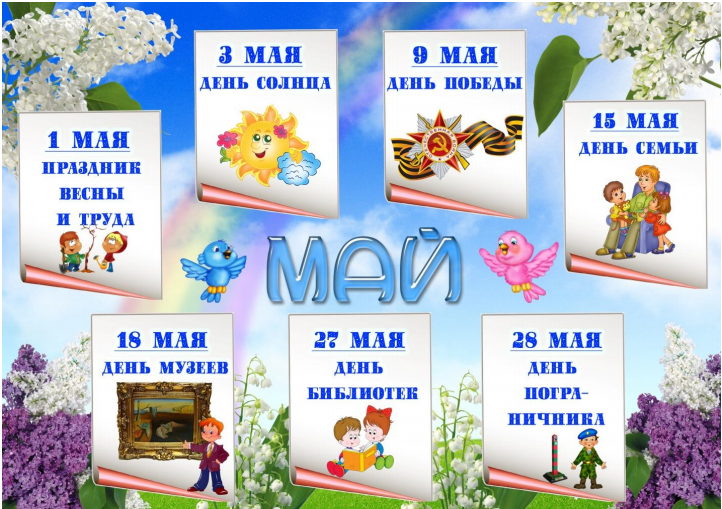 1 МАЯ
ПРАЗДНИК
ВЕСНЫ
И ТРУДА
3 МАЯ
ДЕНЬ СОЛНЦА
9 МАЯ
ДЕНЬ ПОБЕДЫ
15 МАЯ
ДЕНЬ СЕМЬИ
МАЙ
18 МАЯ
ДЕНЬ МУЗЕЕВ
27 МАЯ
ДЕНЬ
БИБЛИОТЕК
28 МАЯ
ДЕНЬ
ПОГРА-
НИЧНИКА